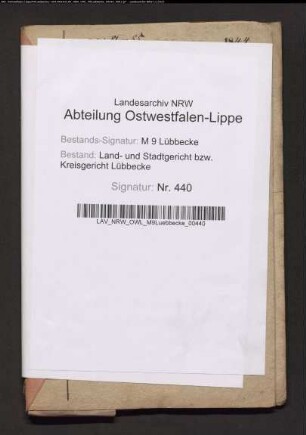 Landesarchiv NRW
Abteilung Ostwestfalen-Lippe
Bestands-Signatur: M 9 Lübbecke
Bestand: Land- und Stadtgericht bzw.
Kreisgericht Lübbecke
Signatur: Nr. 440
LAV_NRW_OWL_M9Luebbecke_00440